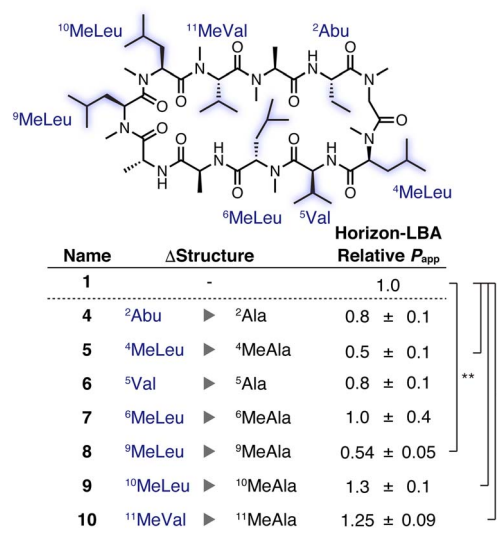 ¹⁰MeLeu ¹¹MeVal ²Abu
N O N O N O HN O N
⁹MeLeu N O N O
O O H N O H N O
N H O N O N H O ⁴MeLeu
⁶MeLeu ⁵Val
Horizon-LBA
Name ΔStructure Relative Papp
1 - 1.0
4 ²Abu ▶ ²Ala 0.8 ± 0.1
5 ⁴MeLeu ▶ ⁴MeAla 0.5 ± 0.1
6 ⁵Val ▶ ⁵Ala 0.8 ± 0.1
**
7 ⁶MeLeu ▶ ⁶MeAla 1.0 ± 0.4
8 ⁹MeLeu ▶ ⁹MeAla 0.54 ± 0.05
9 ¹⁰MeLeu ▶ ¹⁰MeAla 1.3 ± 0.1
10 ¹¹MeVal ▶ ¹¹MeAla 1.25 ± 0.09